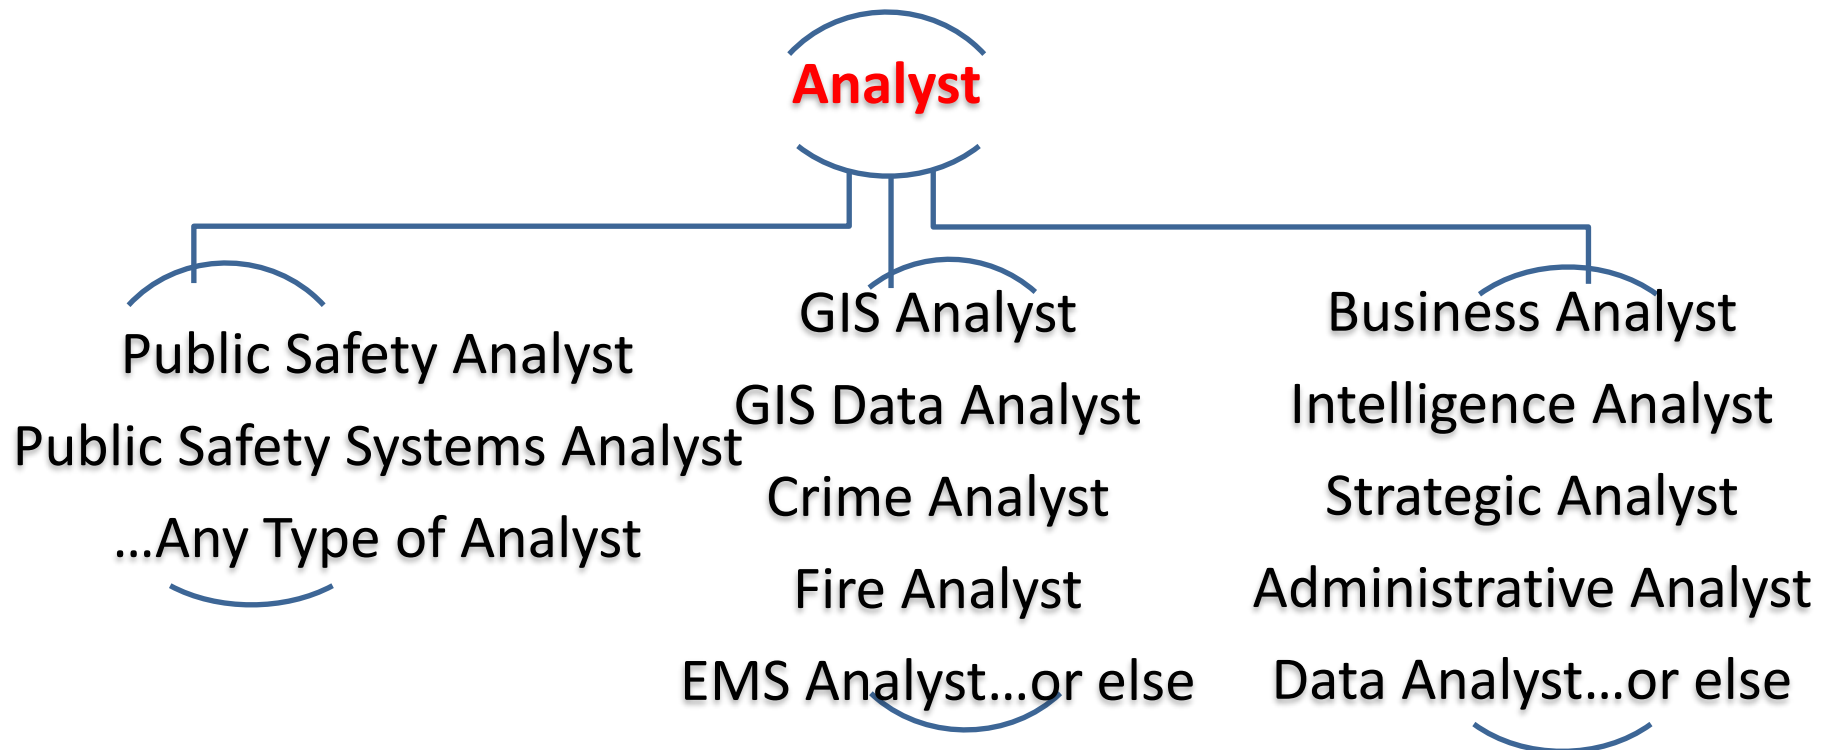 Analyst
Public Safety Analyst
Public Safety Systems Analyst
...Any Type of Analyst
GIS Analyst
GIS Data Analyst
Crime Analyst
Fire Analyst
EMS Analyst...or else
Business Analyst
Intelligence Analyst
Strategic Analyst
Administrative Analyst
Data Analyst...or else